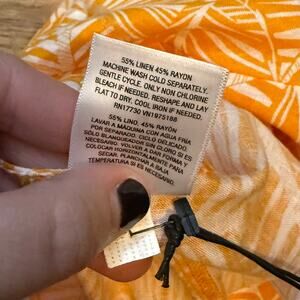 55% LINEN 45% RAYON
MACHINE WASH COLD SEPARATELY.
GENTLE CYCLE. ONLY NON CHLORINE
BLEACH IF NEEDED. RESHAPE AND LAY
FLAT TO DRY. COOL IRON IF NEEDED.
RN17730 VN1975188
55% LINO, 45% RAYON
LAVAR A MAQUINA CON AGUA FRIA
POR SEPARADO. CICLO DELICADO.
SOLO BLANQUEADOR SIN CLORO SI ES
NECESARIO. VOLVER A DAR FORMA Y
COLOCAR HORIZONTALMENTE PARA
SECAR. PLANCHAR A BAJA
TEMPERATURA SI ES NECESARIO.